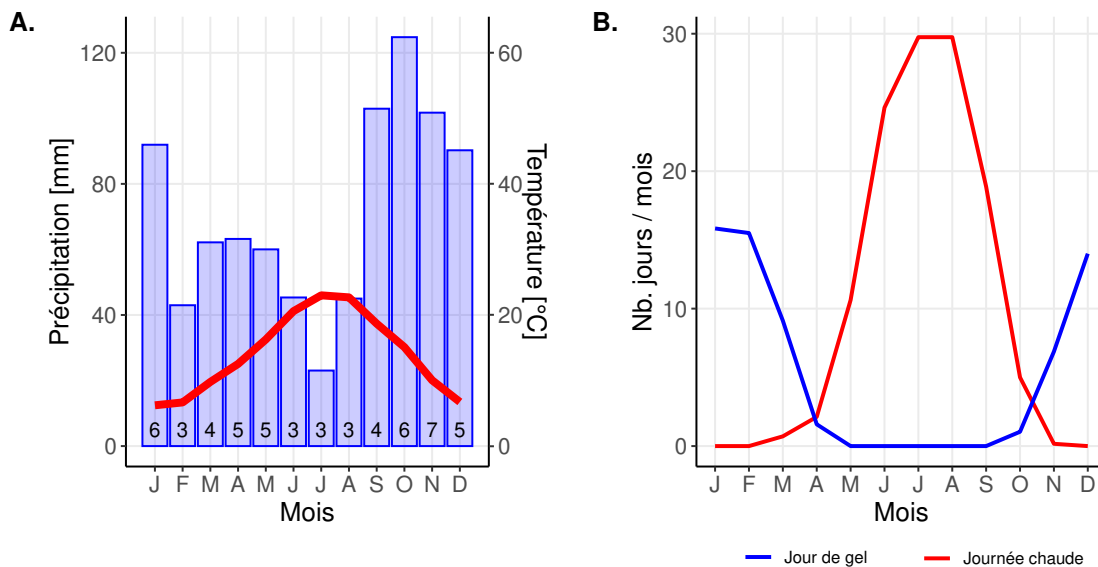 A.
Précipitation [mm]
120
80
40
0
6 3 4 5 5 3 3 3 4 6 7 5
J F M A M J J A S O N D
Mois
60
40
20
0
Température [°C]
B.
Nb. jours / mois
30
20
10
0
J F M A M J J A S O N D
Mois
Jour de gel Journée chaude